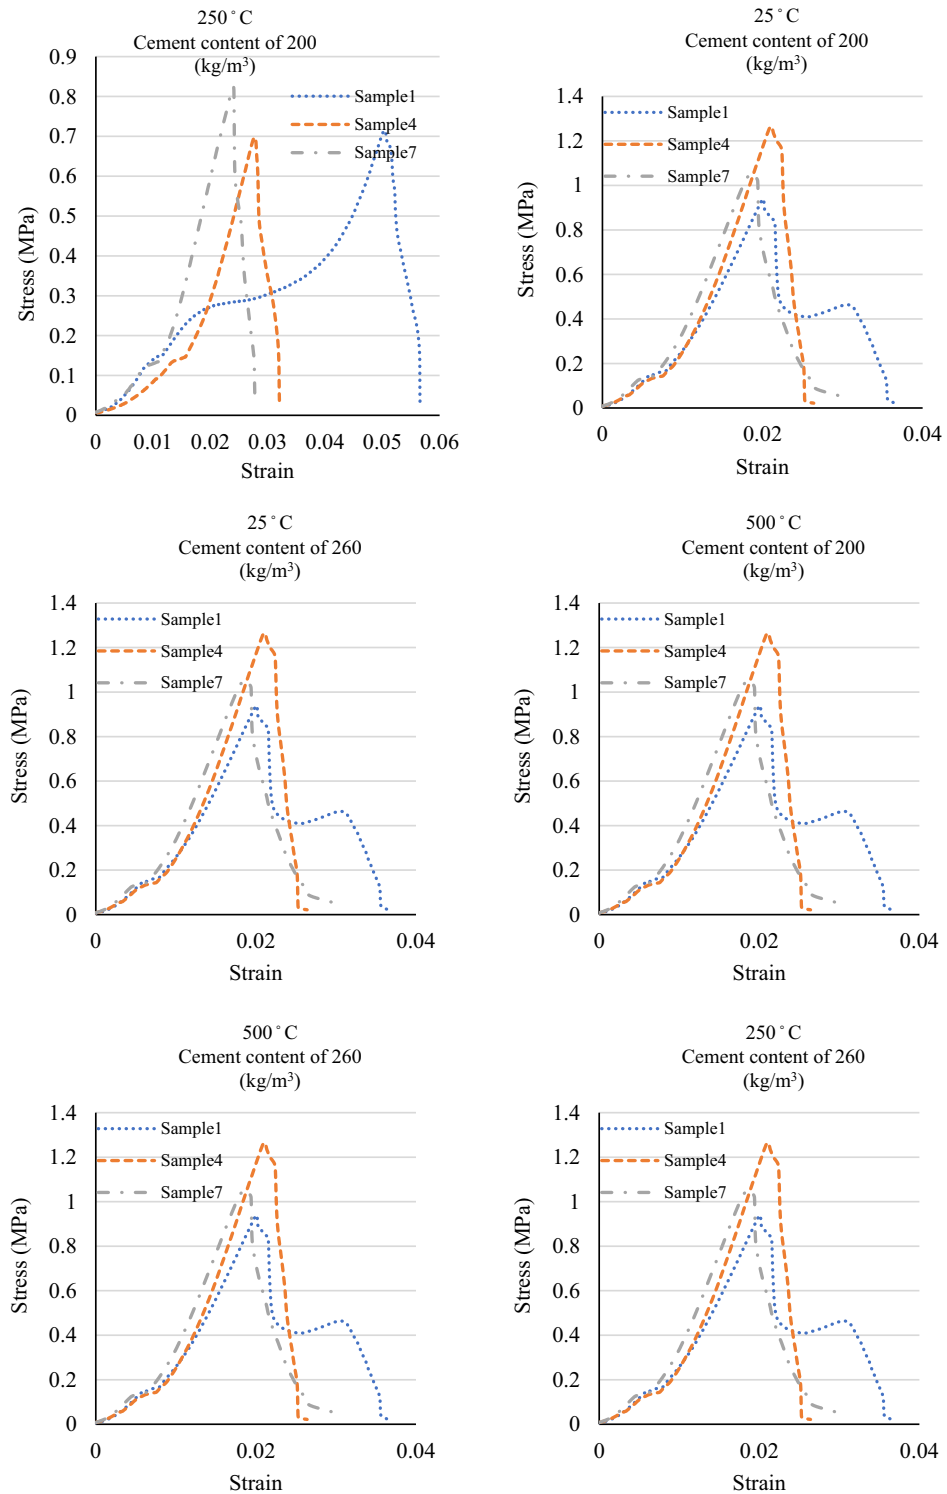 250°C
Cement content of 200
(kg/m³)
0.9
0.8
0.7
0.6
0.5
0.4
0.3
0.2
0.1
0
Stress (MPa)
Sample1
Sample4
Sample7
0 0.01 0.02 0.03 0.04 0.05 0.06
Strain
25°C
Cement content of 200
(kg/m³)
1.4
1.2
1
0.8
0.6
0.4
0.2
0
Stress (MPa)
Sample1
Sample4
Sample7
0 0.02 0.04
Strain
25°C
Cement content of 260
(kg/m³)
1.4
1.2
1
0.8
0.6
0.4
0.2
0
Stress (MPa)
Sample1
Sample4
Sample7
0 0.02 0.04
Strain
500°C
Cement content of 200
(kg/m³)
1.4
1.2
1
0.8
0.6
0.4
0.2
0
Stress (MPa)
Sample1
Sample4
Sample7
0 0.02 0.04
Strain
500°C
Cement content of 260
(kg/m³)
1.4
1.2
1
0.8
0.6
0.4
0.2
0
Stress (MPa)
Sample1
Sample4
Sample7
0 0.02 0.04
Strain
250°C
Cement content of 260
(kg/m³)
1.4
1.2
1
0.8
0.6
0.4
0.2
0
Stress (MPa)
Sample1
Sample4
Sample7
0 0.02 0.04
Strain